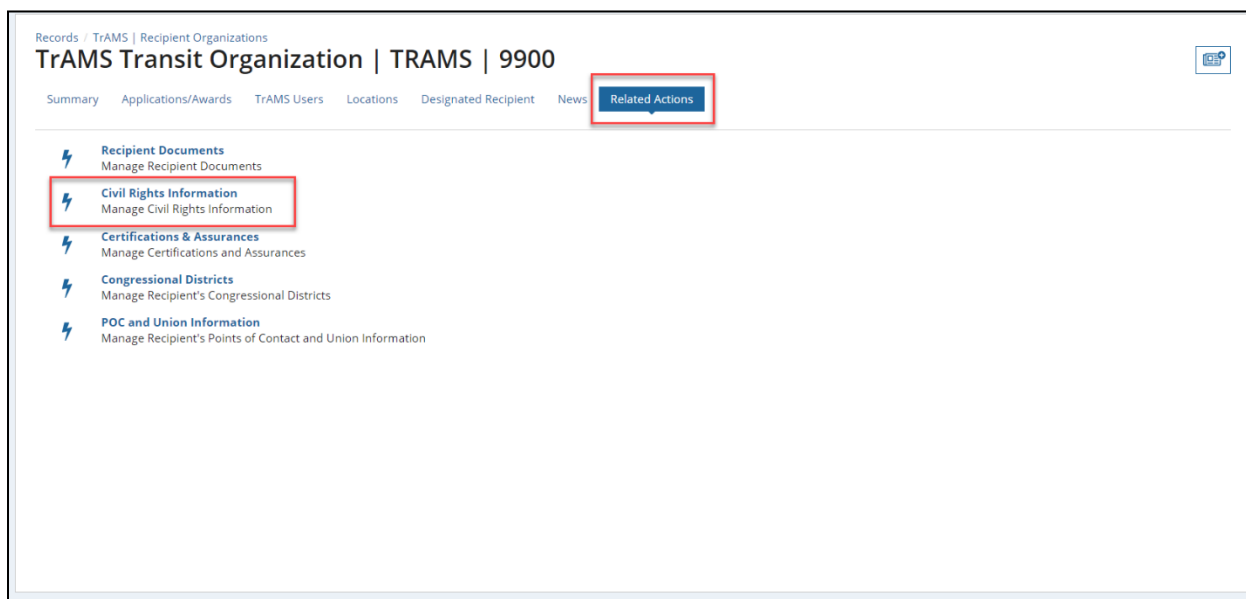 Records / TrAMS | Recipient Organizations
TrAMS Transit Organization | TRAMS | 9900
Summary Applications/Awards TrAMS Users Locations Designated Recipient News Related Actions
Recipient Documents
Manage Recipient Documents
Civil Rights Information
Manage Civil Rights Information
Certifications & Assurances
Manage Certifications and Assurances
Congressional Districts
Manage Recipient's Congressional Districts
POC and Union Information
Manage Recipient's Points of Contact and Union Information